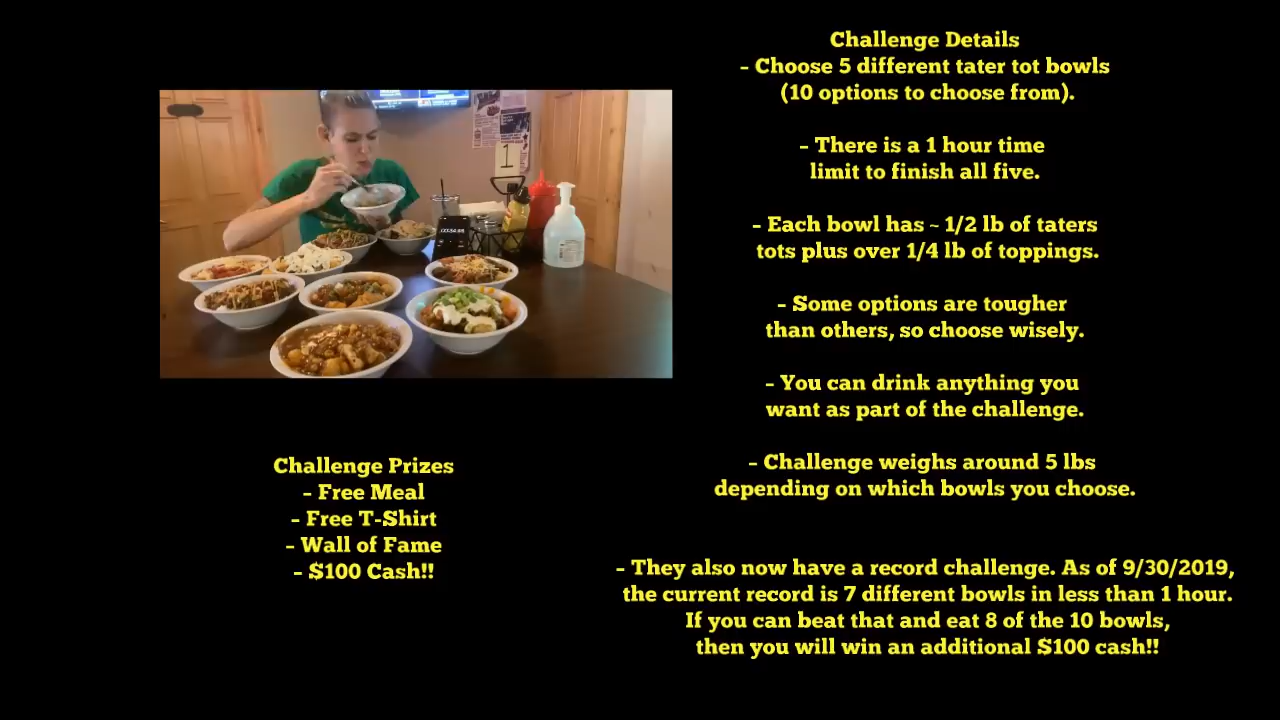 Challenge Details
- Choose 5 different tater tot bowls
(10 options to choose from).
- There is a 1 hour time
limit to finish all five.
- Each bowl has ~ 1/2 lb of taters
tots plus over 1/4 lb of toppings.
- Some options are tougher
than others, so choose wisely.
- You can drink anything you
want as part of the challenge.
- Challenge weighs around 5 lbs
depending on which bowls you choose.
- They also now have a record challenge. As of 9/30/2019,
the current record is 7 different bowls in less than 1 hour.
If you can beat that and eat 8 of the 10 bowls,
then you will win an additional $100 cash!!
Challenge Prizes
- Free Meal
- Free T-Shirt
- Wall of Fame
- $100 Cash!!
1